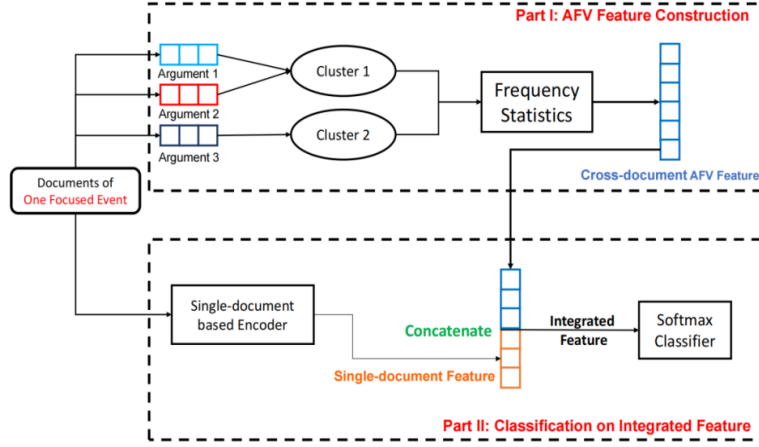 Part I: AFV Feature Construction
Argument 1
Cluster 1
Argument 2
Frequency
Statistics
Argument 3
Cluster 2
Cross-document AFV Feature
Documents of
One Focused Event
Single-document
based Encoder
Concatenate
Integrated
Feature
Softmax
Classifier
Single-document Feature
Part II: Classification on Integrated Feature